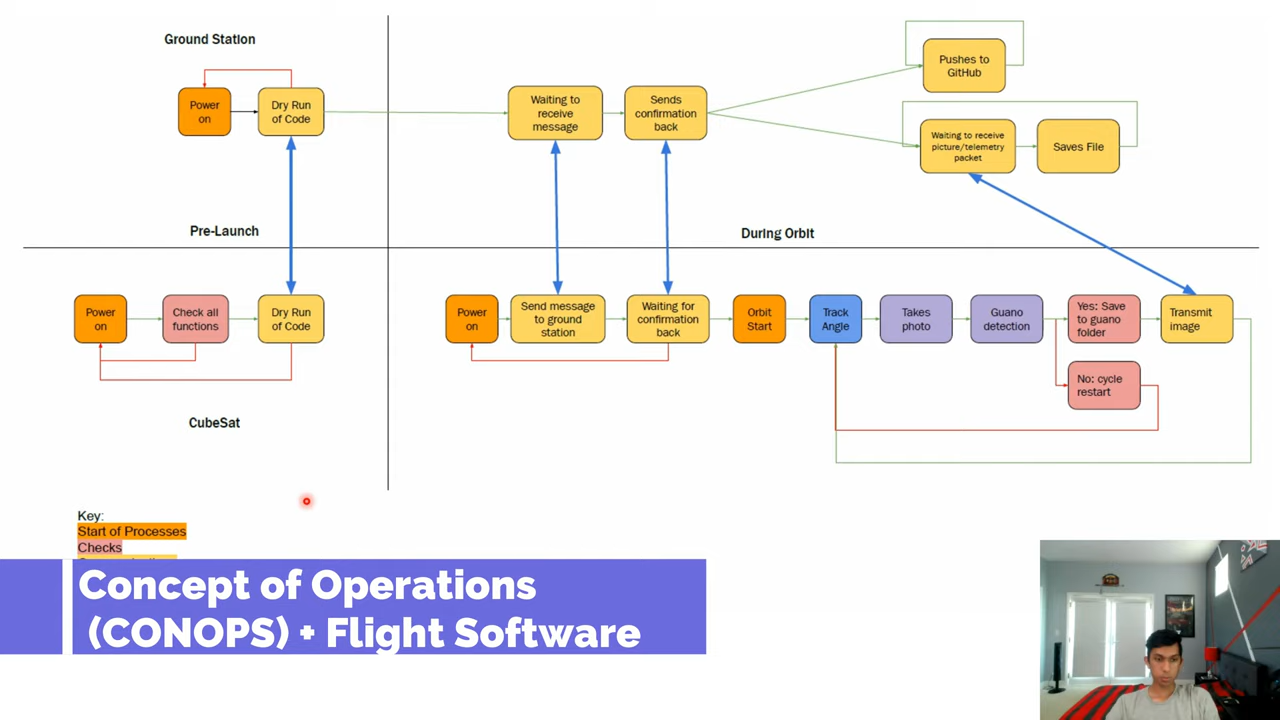 Ground Station
Power
on
Dry Run
of Code
Waiting to
receive
message
Sends
confirmation
back
Pushes to
GitHub
Waiting to receive
picture/telemetry
packet
Saves File
Pre-Launch
During Orbit
Power
on
Check all
functions
Dry Run
of Code
Power
on
Send message
to ground
station
Waiting for
confirmation
back
Orbit
Start
Track
Angle
Takes
photo
Guano
detection
Yes: Save
to guano
folder
Transmit
image
No: cycle
restart
CubeSat
Key:
Start of Processes
Checks
Concept of Operations
(CONOPS) + Flight Software